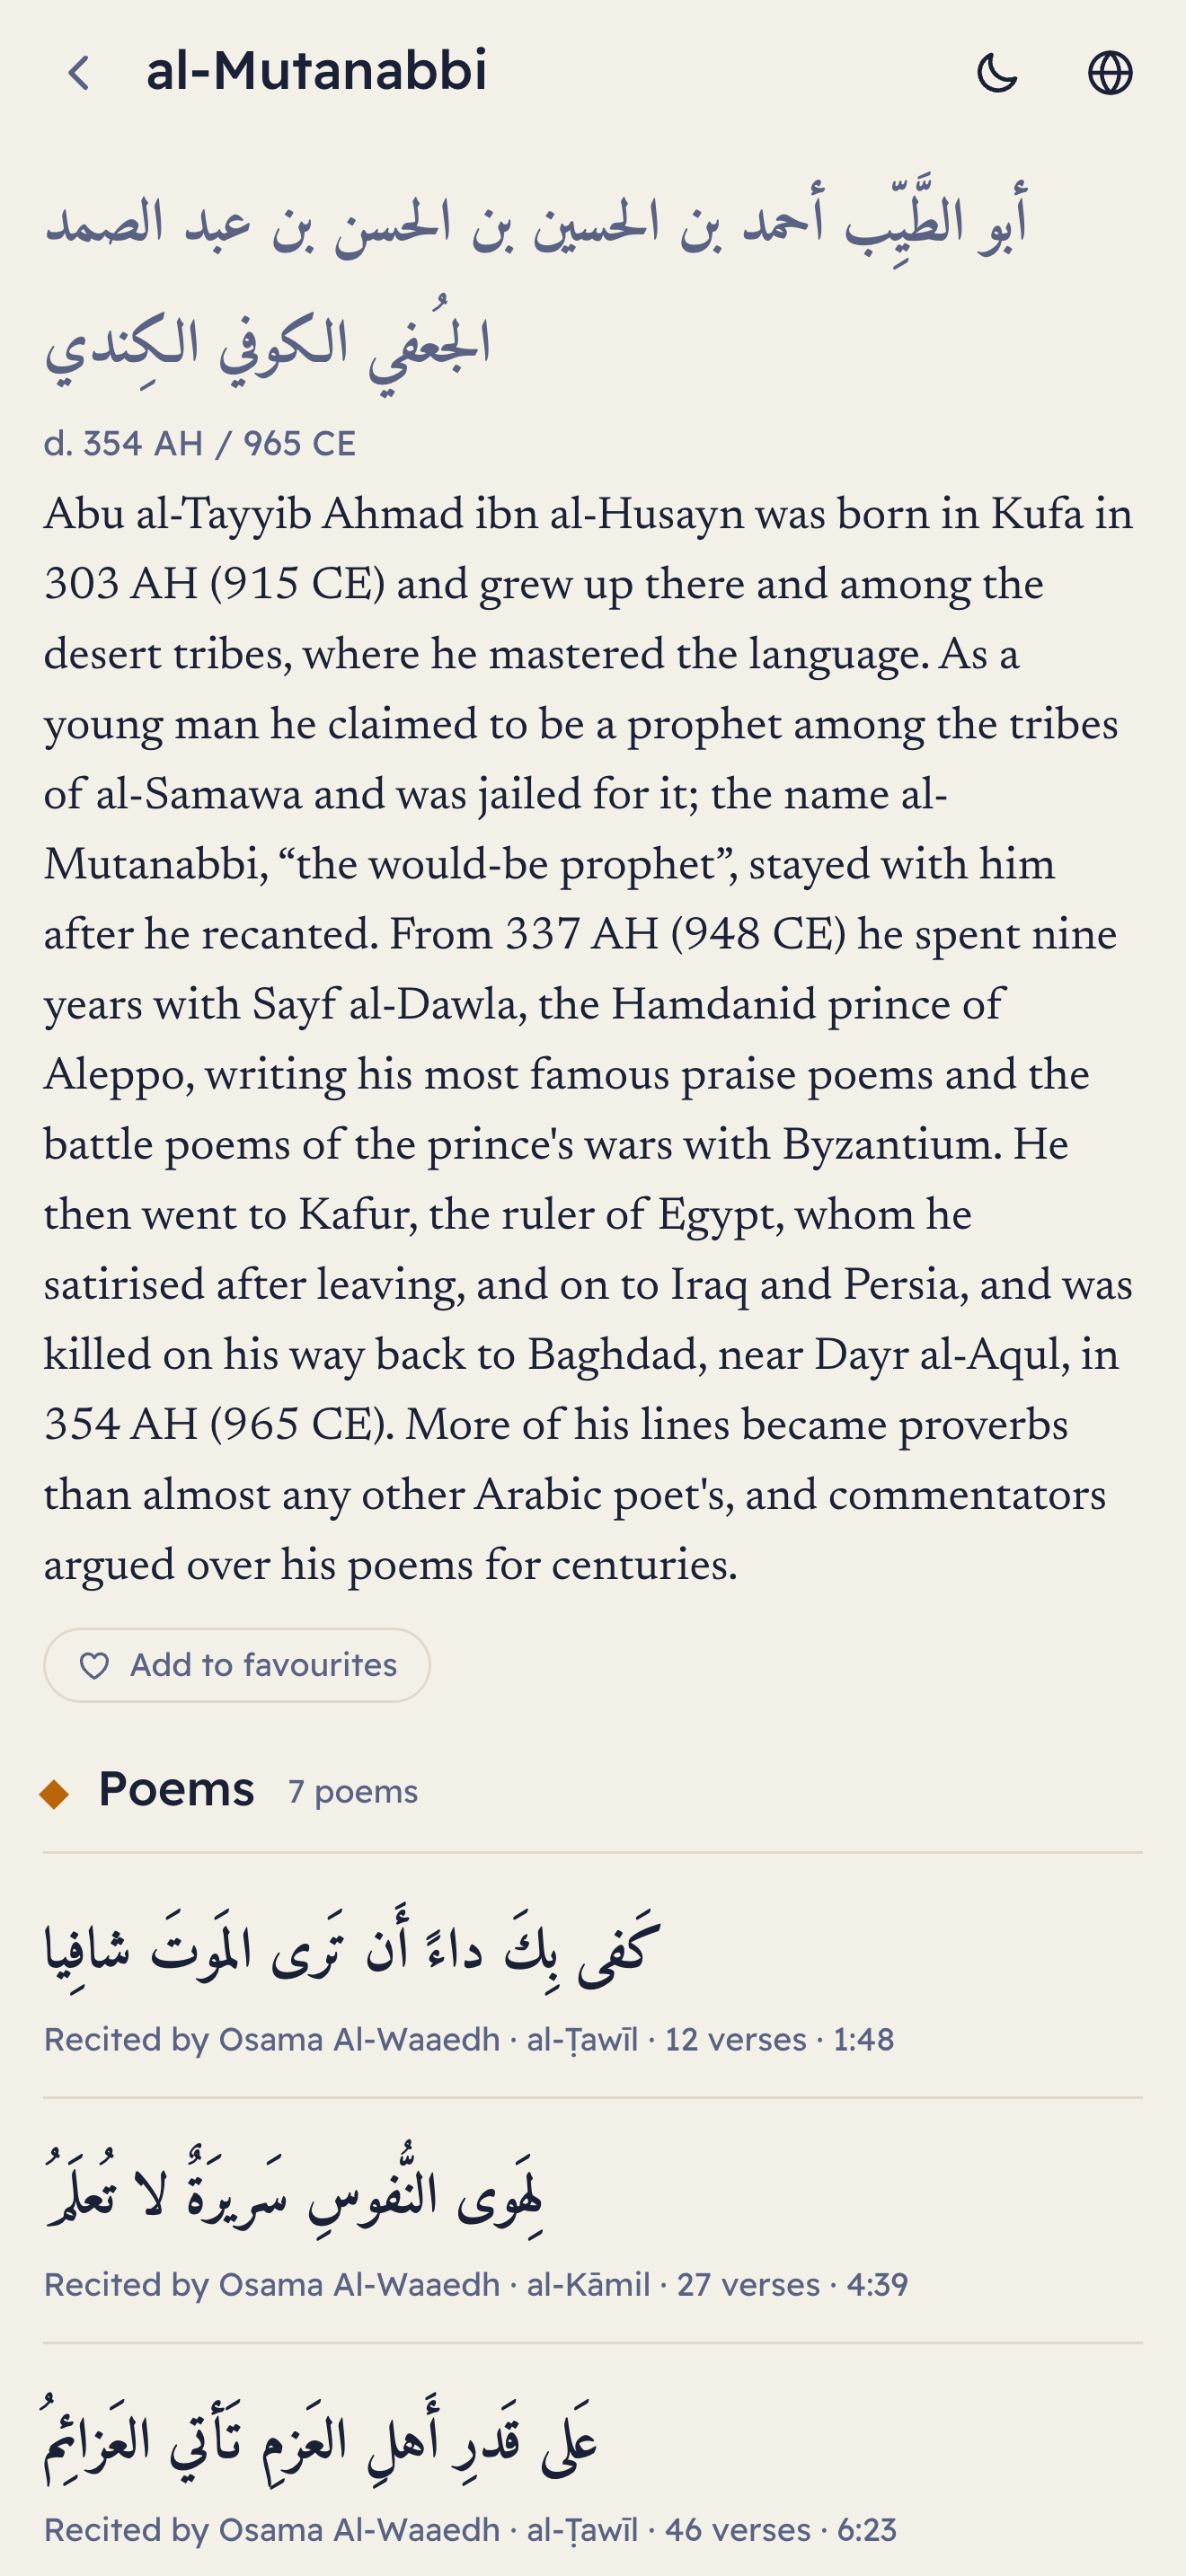 al-Mutanabbi
أبو الطَّيِّب أحمد بن الحسين بن الحسن بن عبد الصمد
الجُعفي الكوفي الكِندي
d. 354 AH / 965 CE
Abu al-Tayyib Ahmad ibn al-Husayn was born in Kufa in
303 AH (915 CE) and grew up there and among the
desert tribes, where he mastered the language. As a
young man he claimed to be a prophet among the tribes
of al-Samawa and was jailed for it; the name al-
Mutanabbi, “the would-be prophet”, stayed with him
after he recanted. From 337 AH (948 CE) he spent nine
years with Sayf al-Dawla, the Hamdanid prince of
Aleppo, writing his most famous praise poems and the
battle poems of the prince's wars with Byzantium. He
then went to Kafur, the ruler of Egypt, whom he
satirised after leaving, and on to Iraq and Persia, and was
killed on his way back to Baghdad, near Dayr al-Aqul, in
354 AH (965 CE). More of his lines became proverbs
than almost any other Arabic poet's, and commentators
argued over his poems for centuries.
Add to favourites
Poems 7 poems
كَفى بِكَ داءً أَن تَرى المَوتَ شافِيا
Recited by Osama Al-Waaedh · al-Ṭawīl · 12 verses · 1:48
لِهَوى النُّفوسِ سَريرَةٌ لا تُعلَمُ
Recited by Osama Al-Waaedh · al-Kāmil · 27 verses · 4:39
عَلى قَدرِ أَهلِ العَزمِ تَأتي العَزائِمُ
Recited by Osama Al-Waaedh · al-Ṭawīl · 46 verses · 6:23